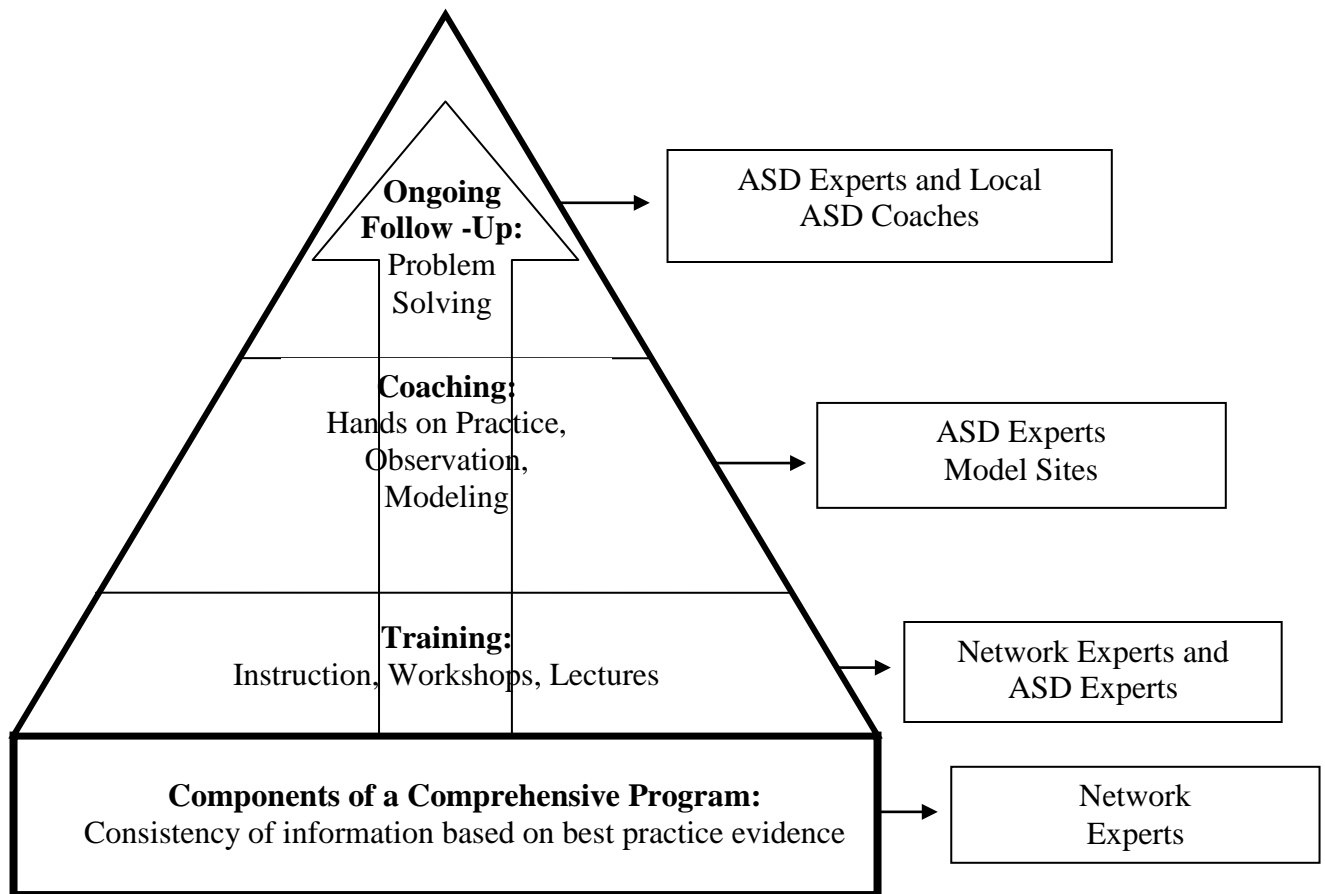 Ongoing
Follow -Up:
Problem
Solving
ASD Experts and Local
ASD Coaches
Coaching:
Hands on Practice,
Observation,
Modeling
ASD Experts
Model Sites
Training:
Instruction, Workshops, Lectures
Network Experts and
ASD Experts
Components of a Comprehensive Program:
Consistency of information based on best practice evidence
Network
Experts